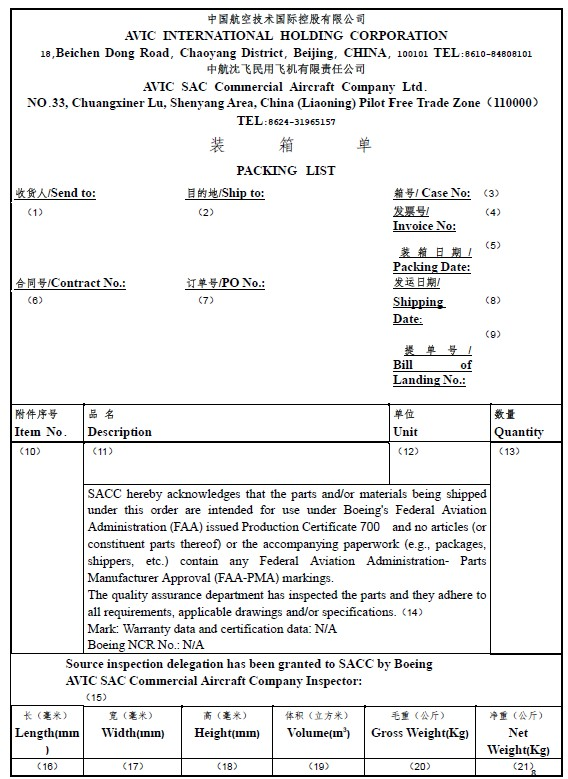 中国航空技术国际控股有限公司
AVIC INTERNATIONAL HOLDING CORPORATION
18,Beichen Dong Road, Chaoyang District, Beijing, CHINA, 100101 TEL:8610-84808101
中航沈飞民用飞机有限责任公司
AVIC SAC Commercial Aircraft Company Ltd.
NO.33, Chuangxiner Lu, Shenyang Area, China (Liaoning) Pilot Free Trade Zone（110000）
TEL:8624-31965157
装 箱 单
PACKING LIST
收货人/Send to: 目的地/Ship to: 箱号/ Case No: （3）
（1） （2） 发票号/ （4）
Invoice No:
（5）
装 箱 日 期 /
Packing Date:
合同号/Contract No.: 订单号/PO No.: 发运日期/
（6） （7） Shipping （8）
Date:
（9）
提 单 号 /
Bill of
Landing No.:
附件序号 品 名 单位 数量
Item No. Description Unit Quantity
（10） （11） （12） （13）
SACC hereby acknowledges that the parts and/or materials being shipped
under this order are intended for use under Boeing's Federal Aviation
Administration (FAA) issued Production Certificate 700 and no articles (or
constituent parts thereof) or the accompanying paperwork (e.g., packages,
shippers, etc.) contain any Federal Aviation Administration- Parts
Manufacturer Approval (FAA-PMA) markings.
The quality assurance department has inspected the parts and they adhere to
all requirements, applicable drawings and/or specifications.（14）
Mark: Warranty data and certification data: N/A
Boeing NCR No.: N/A
Source inspection delegation has been granted to SACC by Boeing
AVIC SAC Commercial Aircraft Company Inspector:
（15）
长（毫米） 宽（毫米） 高（毫米） 体积（立方米） 毛重（公斤） 净重（公斤）
Length(mm Width(mm) Height(mm) Volume(m³) Gross Weight(Kg) Net
) Weight(Kg)
（16） （17） （18） （19） （20） （21）
8